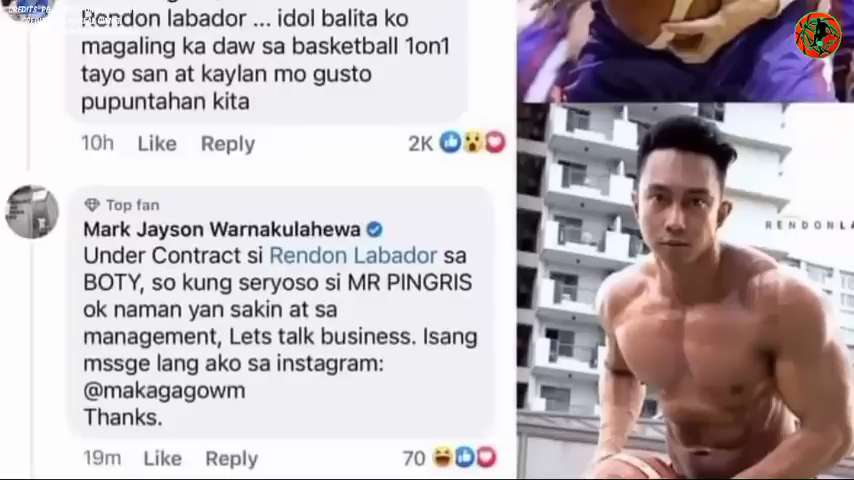 Rendon labador ... idol balita ko
magaling ka daw sa basketball 1on1
tayo san at kaylan mo gusto
pupuntahan kita
10h Like Reply 2K
Top fan
Mark Jayson Warnakulahewa
Under Contract si Rendon Labador sa
BOTY, so kung seryoso si MR PINGRIS
ok naman yan sakin at sa
management, Lets talk business. Isang
mssge lang ako sa instagram:
@makagagowm
Thanks.
19m Like Reply 70
RENDONLA